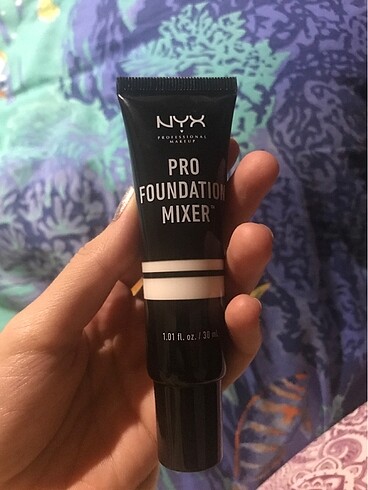 NYX
PROFESSIONAL
MAKEUP
PRO
FOUNDATION
MIXER™
1.01 fl. oz. / 30 mL